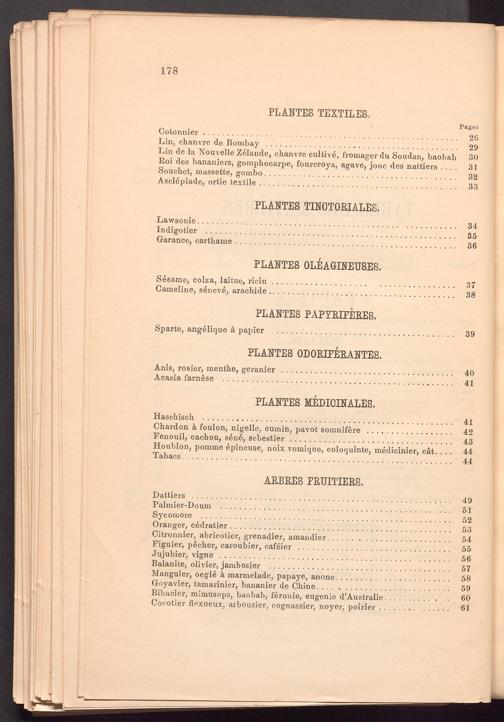 178
PLANTES TEXTILES.
Pages
Cotonnier 26
Lin, chanvre de Bombay 29
Lin de la Nouvelle Zélande, chanvre cultivé, fromager du Soudan, baobab 30
Roi des bananiers, gomphocarpe, fourcroya, agave, jonc des nattiers 31
Souchet, massette, gombo 32
Asclépiade, ortie textile 33
PLANTES TINCTORIALES.
Lawsonie 34
Indigotier 35
Garance, carthame 36
PLANTES OLÉAGINEUSES.
Sésame, colza, laitue, ricin 37
Cameline, sénevé, arachide 38
PLANTES PAPYRIFÈRES.
Sparte, angélique à papier 39
PLANTES ODORIFÉRANTES.
Anis, rosier, menthe, geranier 40
Acasia farnèse 41
PLANTES MÉDICINALES.
Haschisch 41
Chardon à foulon, nigelle, cumin, pavot somnifère 42
Fenouil, cachou, séné, sebestier 43
Houblon, pomme épineuse, noix vomique, coloquinte, médicinier, cât 44
Tabacs 44
ARBRES FRUITIERS.
Dattiers 49
Palmier-Doum 51
Sycomore 52
Oranger, cédratier 53
Citronnier, abricotier, grenadier, amandier 54
Figuier, pêcher, caroubier, caféier 55
Jujubier, vigne 56
Balanite, olivier, jambosier 57
Manguier, oeglé à marmelade, papaye, anone 58
Goyavier, tamarinier, bananier de Chine 59
Bibacier, mimusops, baobab, féronie, eugenie d'Australie 60
Cocotier flexueux, arbousier, cognassier, noyer, poirier 61